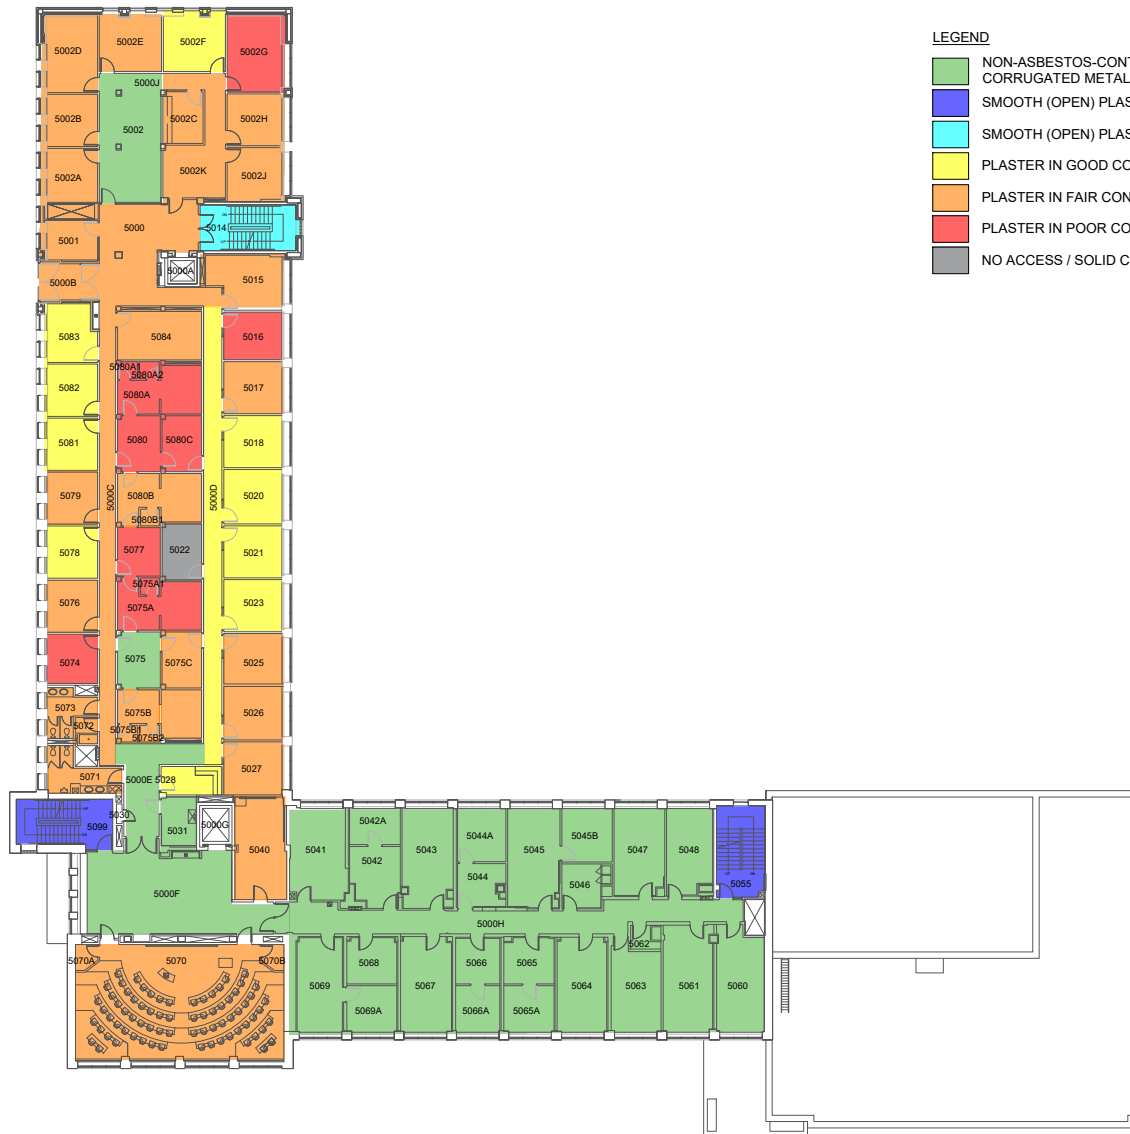 LEGEND
NON-ASBESTOS-CONT
CORRUGATED METAL
SMOOTH (OPEN) PLAS
SMOOTH (OPEN) PLAS
PLASTER IN GOOD CO
PLASTER IN FAIR CON
PLASTER IN POOR CO
NO ACCESS / SOLID C
5002D
5002E
5002F
5002G
5000J
5002B
5002
5002C
5002H
5002A
5002K
5002J
5001
5000
5014
5000B
5000A
5015
5083
5084
5016
5080A1
5080A2
5082
5080A
5017
5081
5080
5080C
5018
5079
5000C
5080B
5000D
5020
5080B1
5078
5077
5022
5021
5075A1
5076
5075A
5023
5074
5075
5075C
5025
5073
5072
5075B
5075B1
5075B2
5026
5071
5000E
5028
5027
5099
5030
5031
5000G
5040
5041
5042A
5042
5043
5044A
5044
5045
5045B
5046
5047
5048
5055
5000F
5000H
5062
5070A
5070
5070B
5069
5068
5069A
5067
5066
5066A
5065
5065A
5064
5063
5061
5060